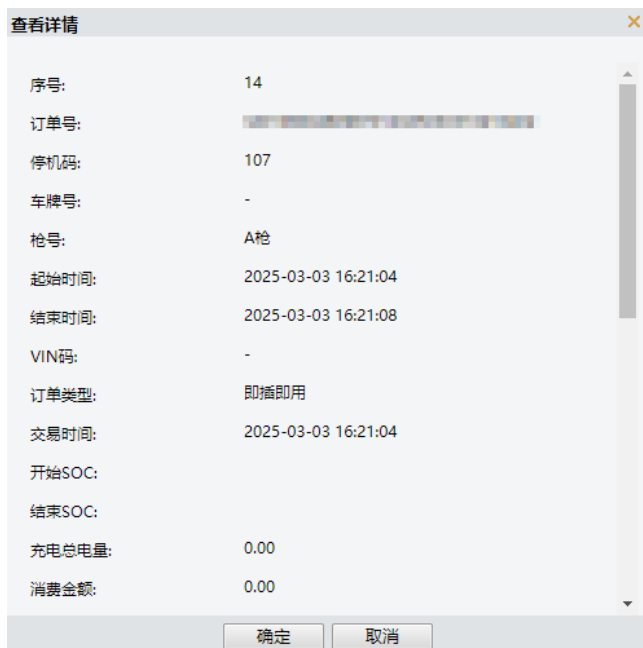 查看详情
序号: 14
订单号:
停机码: 107
车牌号: -
枪号: A枪
起始时间: 2025-03-03 16:21:04
结束时间: 2025-03-03 16:21:08
VIN码: -
订单类型: 即插即用
交易时间: 2025-03-03 16:21:04
开始SOC:
结束SOC:
充电总电量: 0.00
消费金额: 0.00
确定 取消